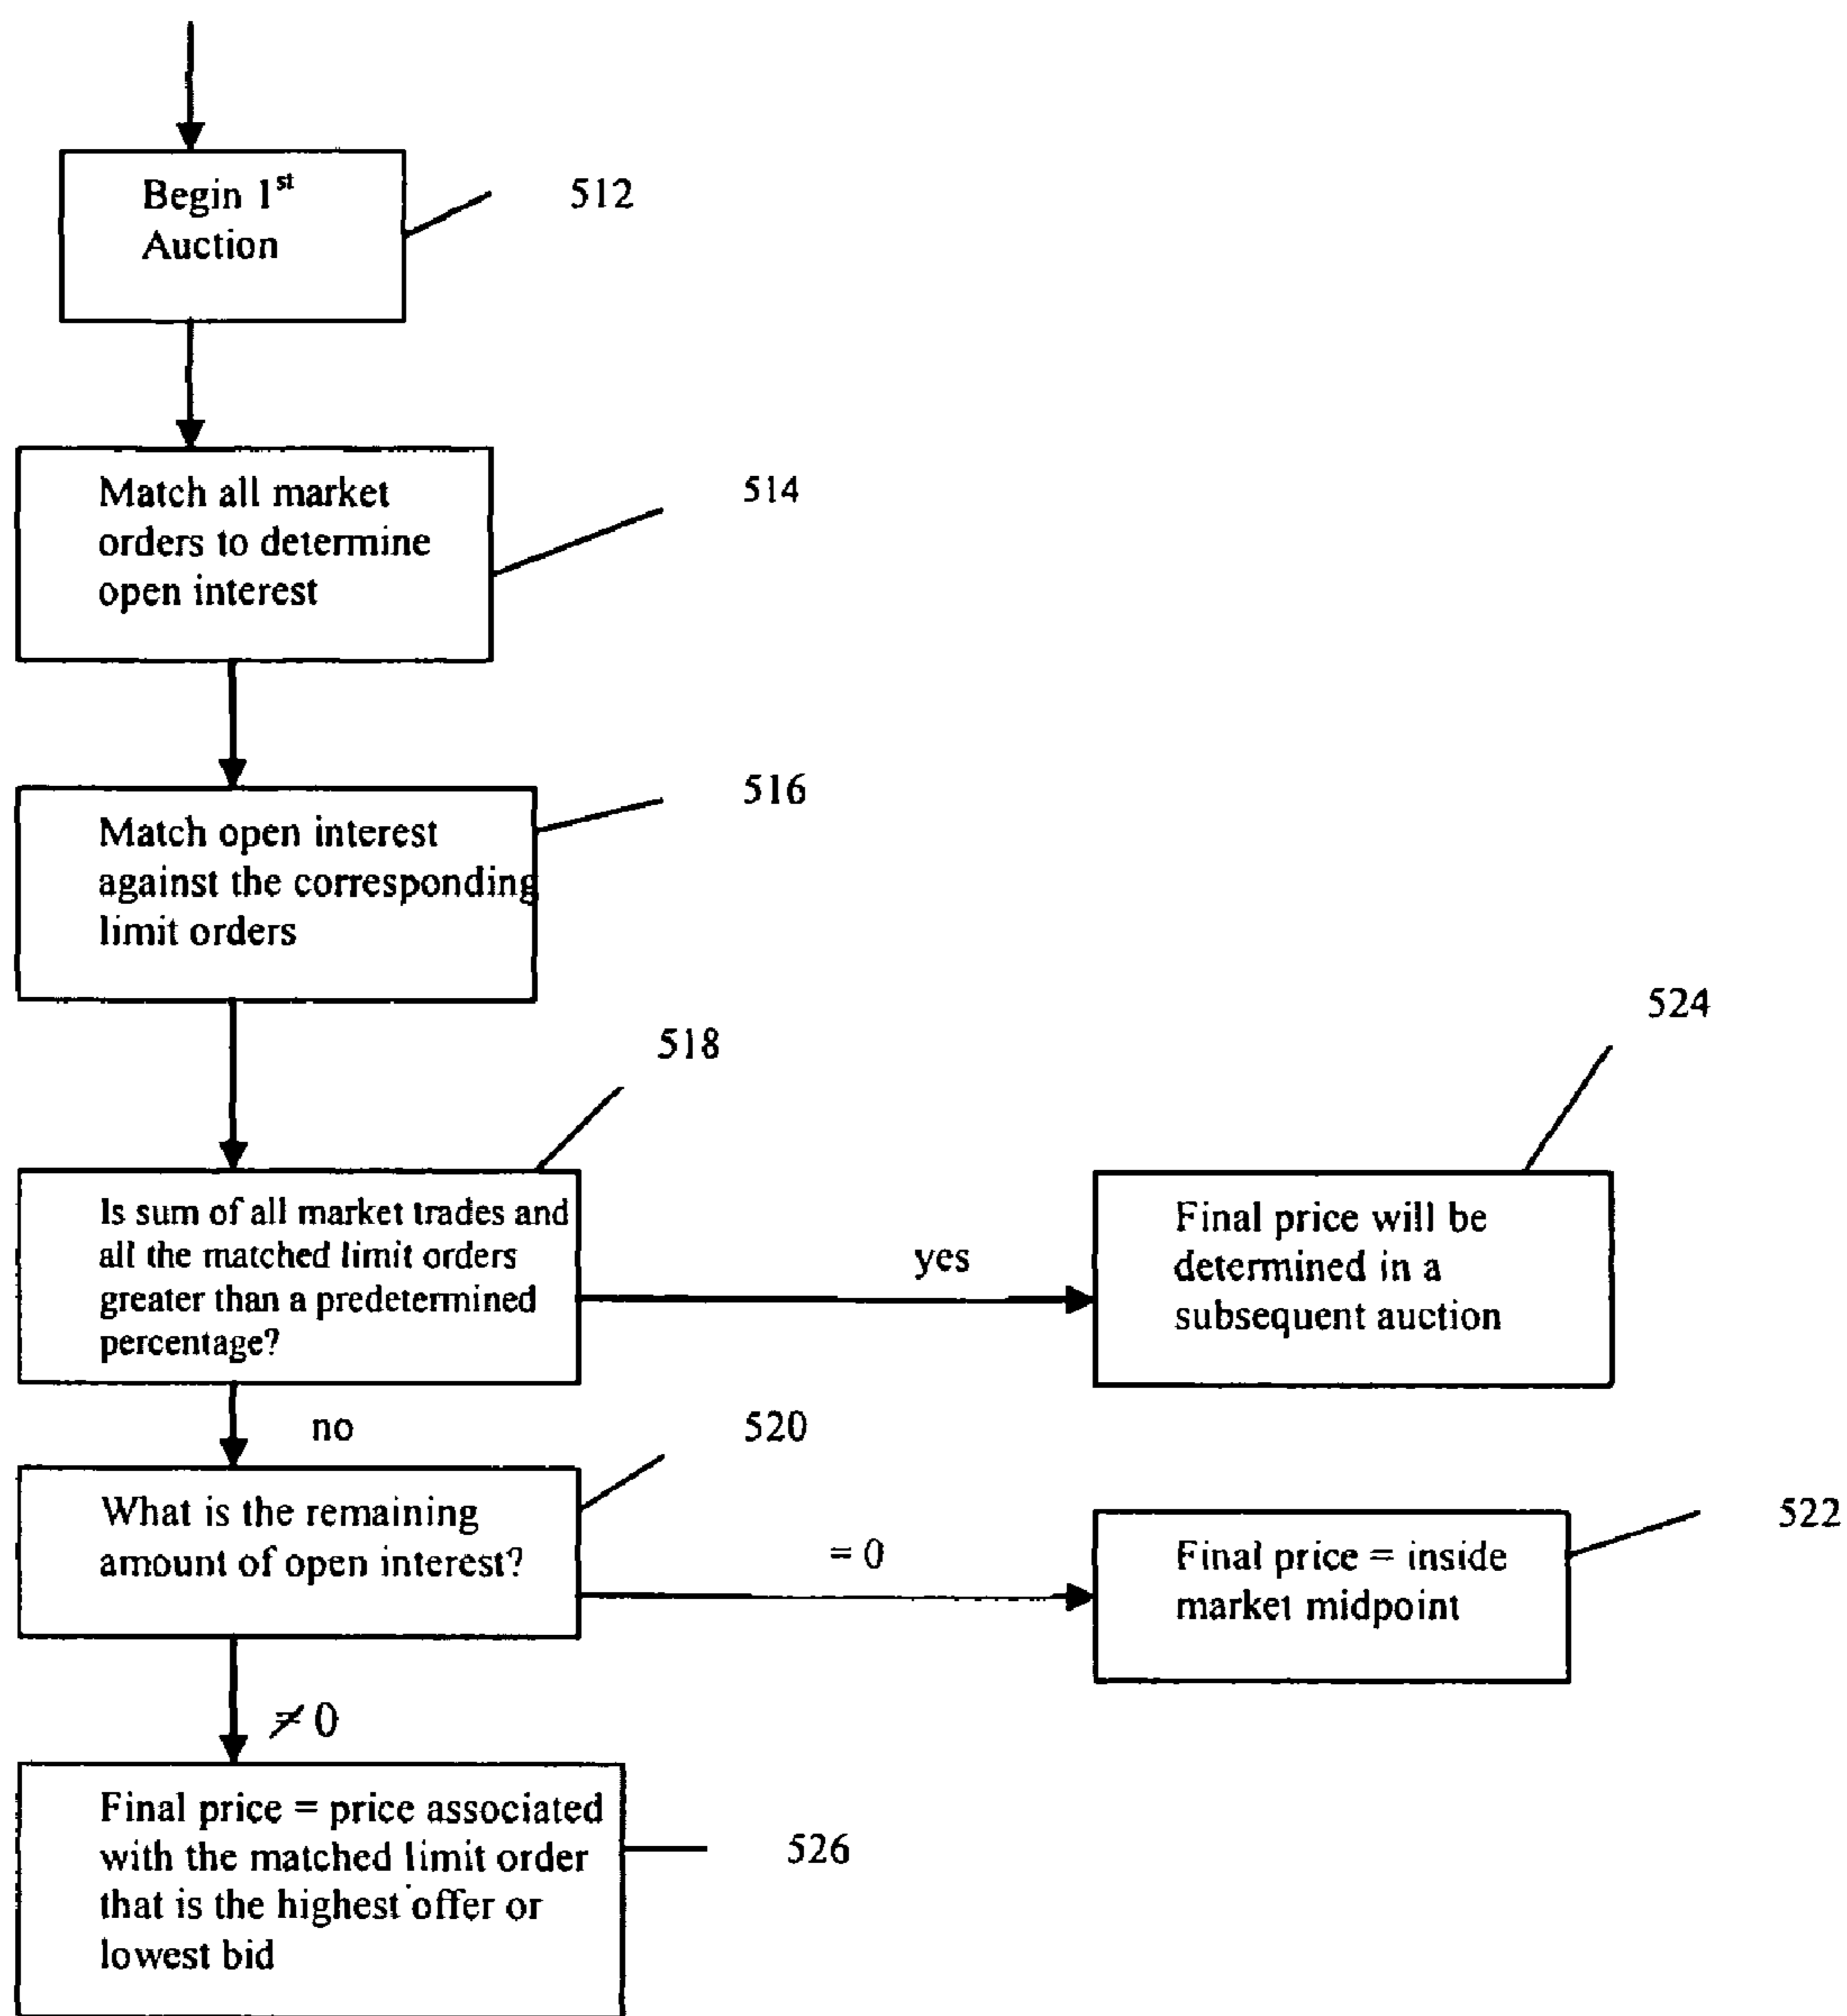 Begin 1st
Auction
512
Match all market
orders to determine
open interest
514
Match open interest
against the corresponding
limit orders
516
Is sum of all market trades and
all the matched limit orders
greater than a predetermined
percentage?
518
yes
Final price will be
determined in a
subsequent auction
524
no
What is the remaining
amount of open interest?
520
= 0
Final price = inside
market midpoint
522
≠ 0
Final price = price associated
with the matched limit order
that is the highest offer or
lowest bid
526